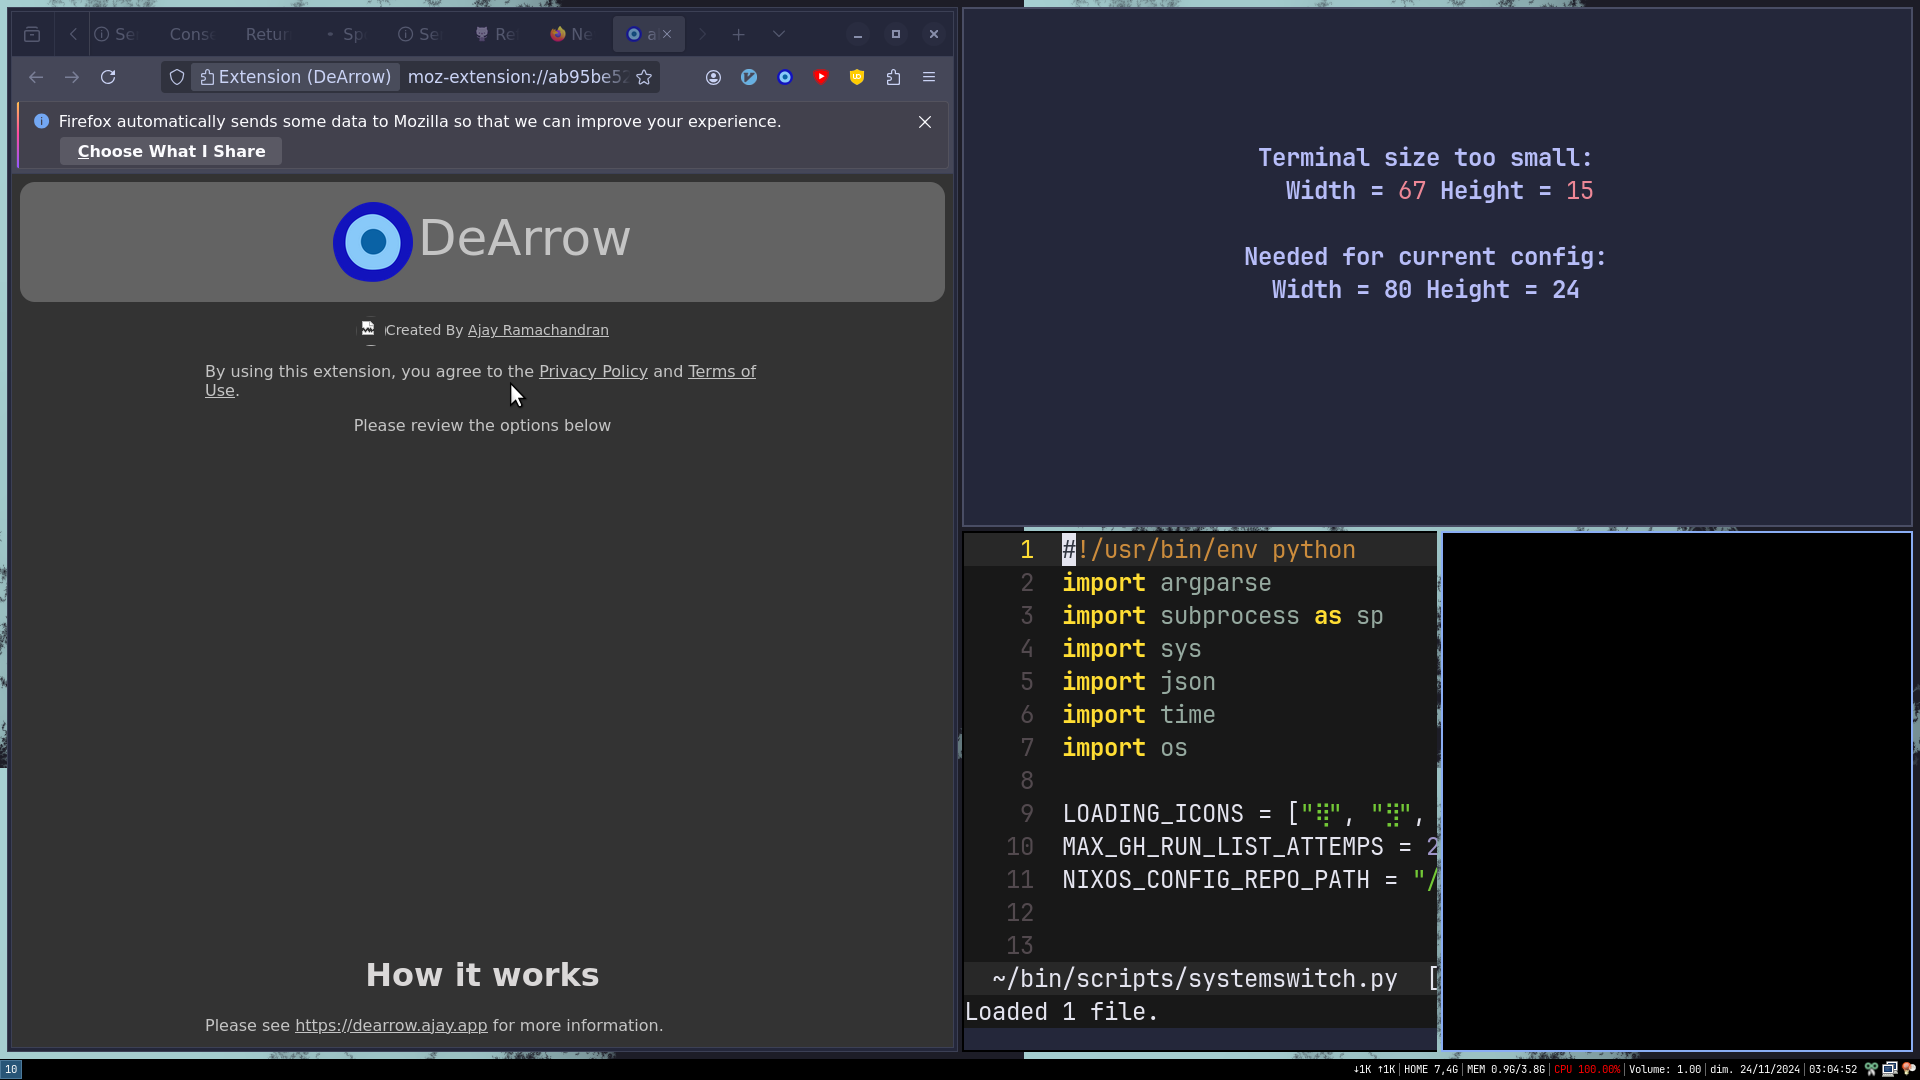 Se
Cons
Retur
Sp
Se
Re
Ne
a
Extension (DeArrow)
moz-extension://ab95be52
Firefox automatically sends some data to Mozilla so that we can improve your experience.
Choose What I Share
DeArrow
Created By Ajay Ramachandran
By using this extension, you agree to the Privacy Policy and Terms of
Use.
Please review the options below
How it works
Please see https://dearrow.ajay.app for more information.
Terminal size too small:
Width = 67 Height = 15
Needed for current config:
Width = 80 Height = 24
1 #!/usr/bin/env python
2 import argparse
3 import subprocess as sp
4 import sys
5 import json
6 import time
7 import os
8
9 LOADING_ICONS = ["⢿", "⣻",
10 MAX_GH_RUN_LIST_ATTEMPS = 2
11 NIXOS_CONFIG_REPO_PATH = "/
12
13
~/bin/scripts/systemswitch.py [
Loaded 1 file.
10
↓1K ↑1K HOME 7,4G MEM 0.9G/3.8G CPU 100.00% Volume: 1.00 dim. 24/11/2024 03:04:52